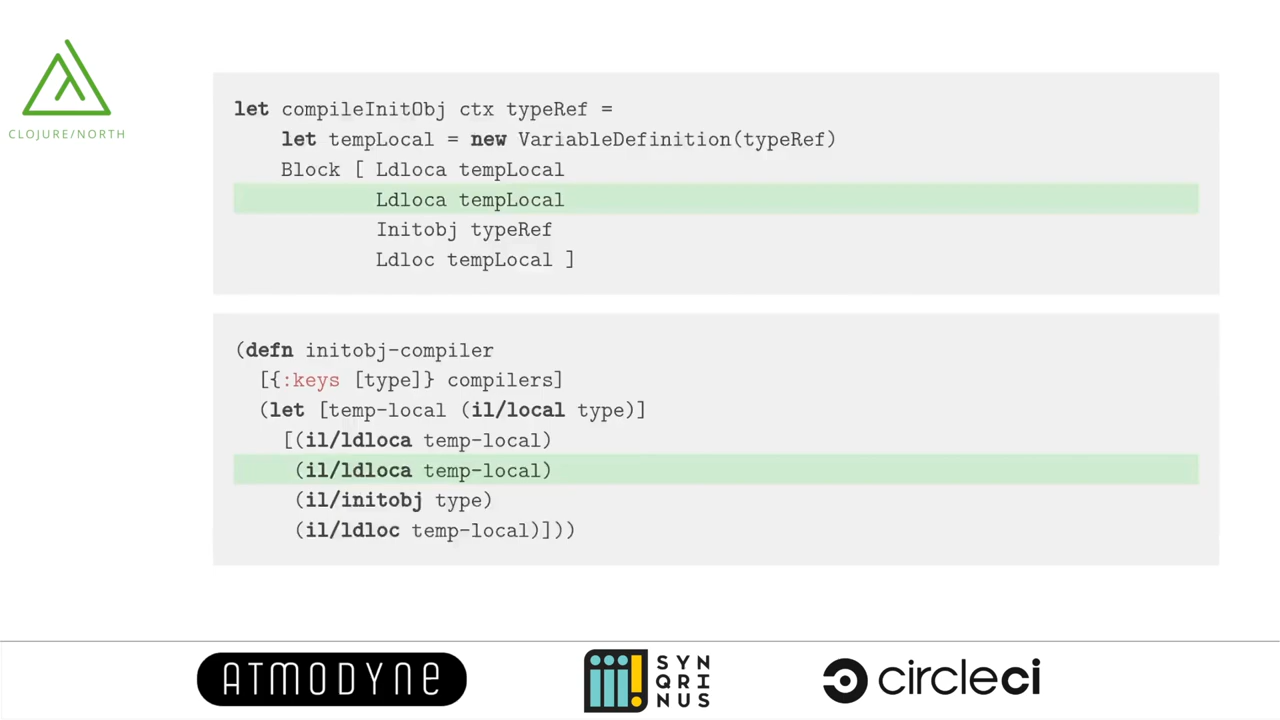 CLOJURE/NORTH
let compileInitObj ctx typeRef =
    let tempLocal = new VariableDefinition(typeRef)
    Block [ Ldloca tempLocal
            Ldloca tempLocal
            Initobj typeRef
            Ldloc tempLocal ]
(defn initobj-compiler
  [{:keys [type]} compilers]
  (let [temp-local (il/local type)]
    [(il/ldloca temp-local)
     (il/ldloca temp-local)
     (il/initobj type)
     (il/ldloc temp-local)]))
ATMODYNE
SYN
QRI
NUS
circleci